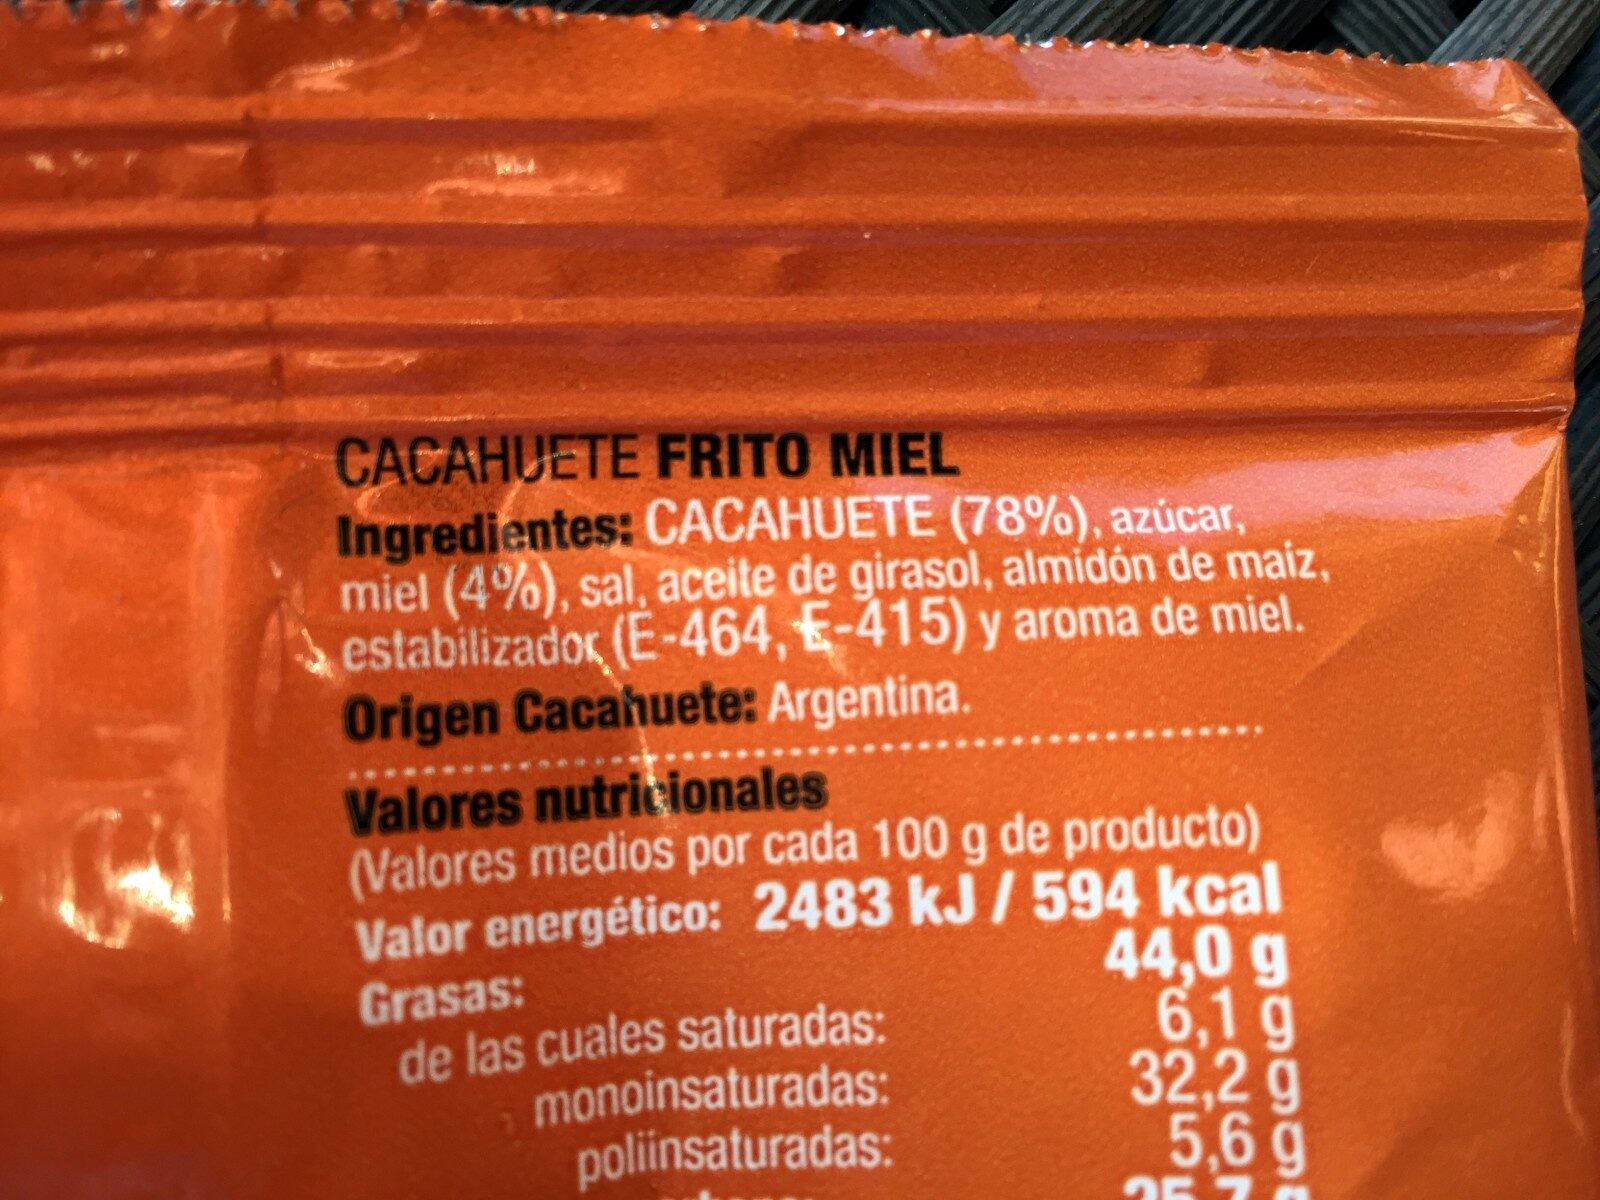 CACAHUETE FRITO MIEL
Ingredientes: CACAHUETE (78%), azúcar,
miel (4%), sal, aceite de girasol, almidón de maíz,
estabilizador (E-464, E-415) y aroma de miel.
Origen Cacahuete: Argentina.
Valores nutricionales
(Valores medios por cada 100 g de producto)
Valor energético: 2483 kJ / 594 kcal
Grasas: 44,0 g
de las cuales saturadas: 6,1 g
monoinsaturadas: 32,2 g
poliinsaturadas: 5,6 g